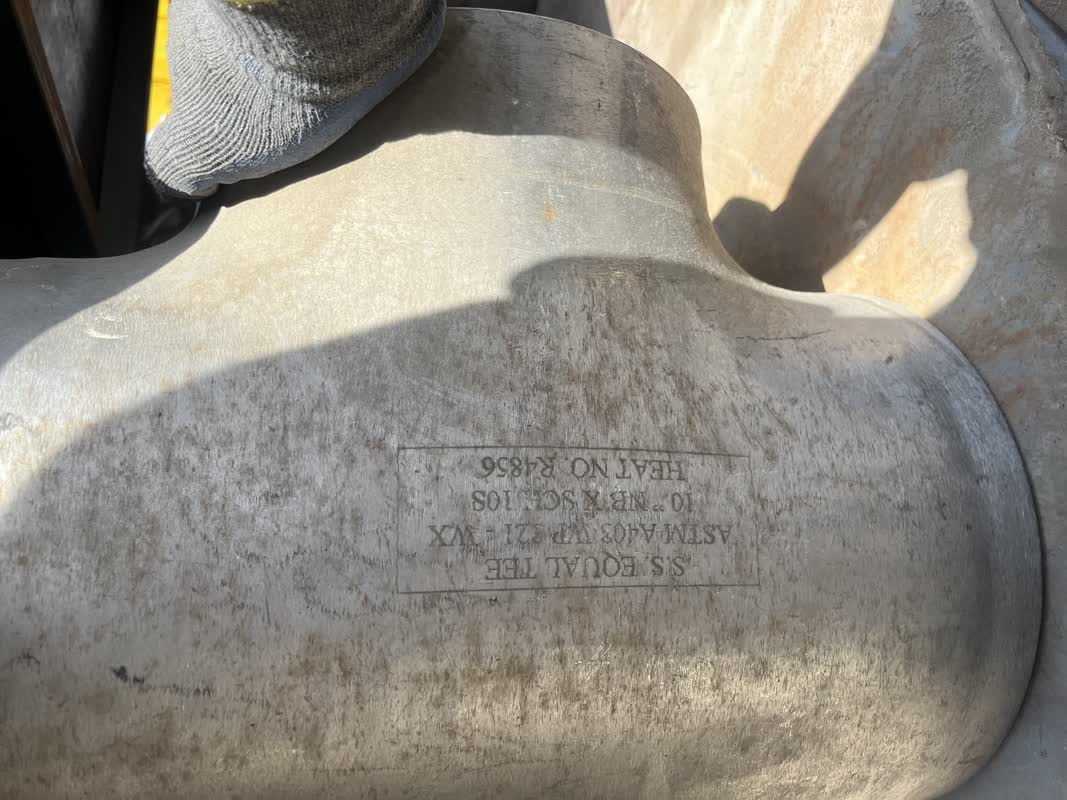 S.S. EQUAL TEE
ASTM A403 WP 321 - WX
10" NB X SCH. 10S
HEAT NO. R4856